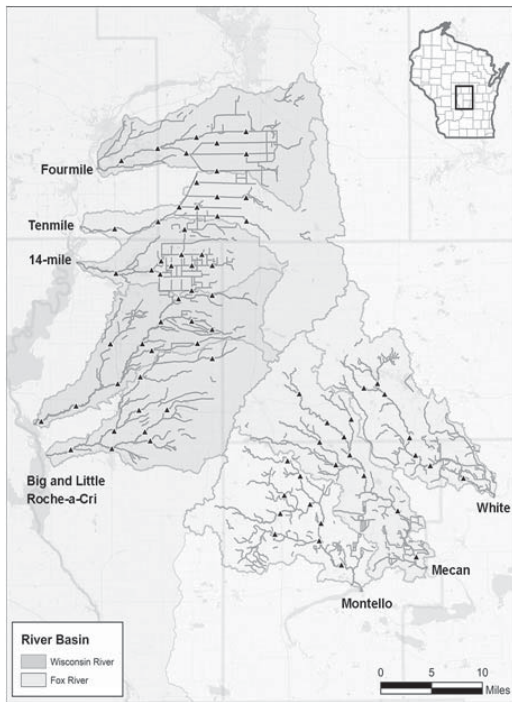 Fourmile
Tenmile
14-mile
Big and Little
Roche-a-Cri
White
Mecan
Montello
River Basin
Wisconsin River
Fox River
0 5 10
Miles